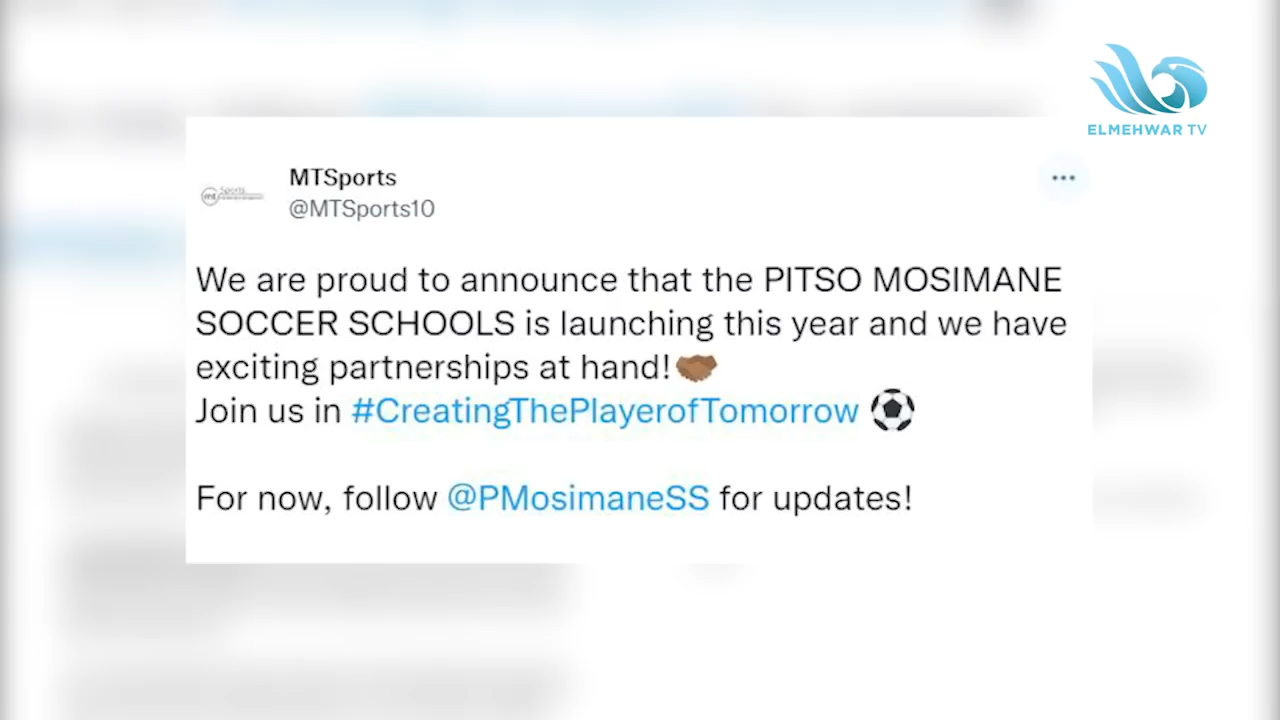 ELMEHWAR TV
MTSports
@MTSports10
We are proud to announce that the PITSO MOSIMANE
SOCCER SCHOOLS is launching this year and we have
exciting partnerships at hand!🤝🏾
Join us in #CreatingThePlayerofTomorrow ⚽
For now, follow @PMosimaneSS for updates!